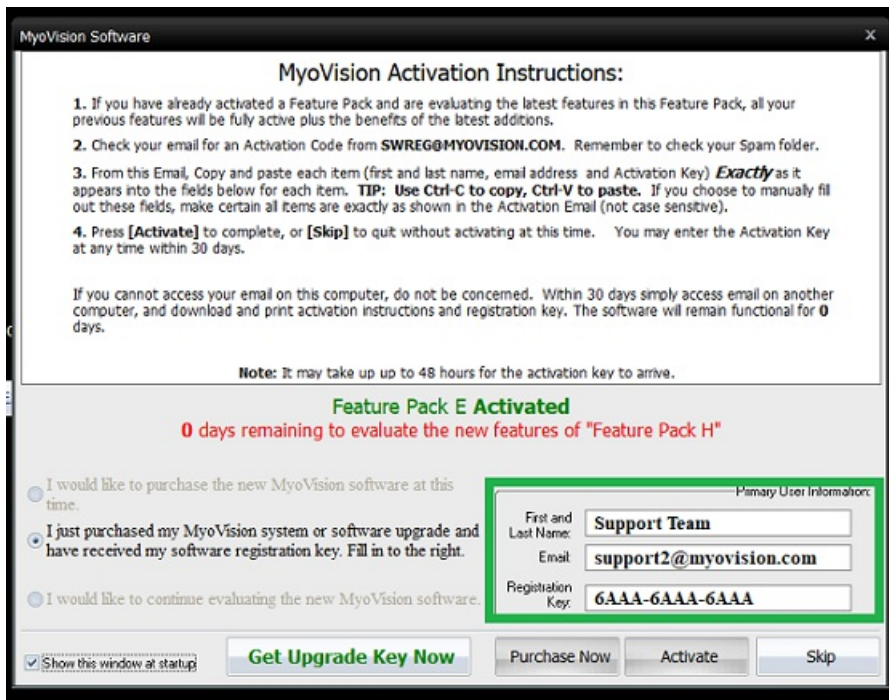 MyoVision Software
x
MyoVision Activation Instructions:
1. If you have already activated a Feature Pack and are evaluating the latest features in this Feature Pack, all your
previous features will be fully active plus the benefits of the latest additions.
2. Check your email for an Activation Code from SWREG@MYOVISION.COM. Remember to check your Spam folder.
3. From this Email, Copy and paste each item (first and last name, email address and Activation Key) Exactly as it
appears into the fields below for each item. TIP: Use Ctrl-C to copy, Ctrl-V to paste. If you choose to manually fill
out these fields, make certain all items are exactly as shown in the Activation Email (not case sensitive).
4. Press [Activate] to complete, or [Skip] to quit without activating at this time. You may enter the Activation Key
at any time within 30 days.
If you cannot access your email on this computer, do not be concerned. Within 30 days simply access email on another
computer, and download and print activation instructions and registration key. The software will remain functional for 0
days.
Note: It may take up up to 48 hours for the activation key to arrive.
Feature Pack E Activated
0 days remaining to evaluate the new features of "Feature Pack H"
I would like to purchase the new MyoVision software at this
time.
I just purchased my MyoVision system or software upgrade and
have received my software registration key. Fill in to the right.
I would like to continue evaluating the new MyoVision software.
Primary User Information:
First and
Last Name:
Support Team
Email:
support2@myovision.com
Registration
Key:
6AAA-6AAA-6AAA
Show this window at startup
Get Upgrade Key Now
Purchase Now
Activate
Skip